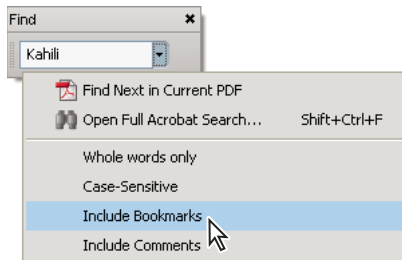 Find
Kahili
Find Next in Current PDF
Open Full Acrobat Search... Shift+Ctrl+F
Whole words only
Case-Sensitive
Include Bookmarks
Include Comments